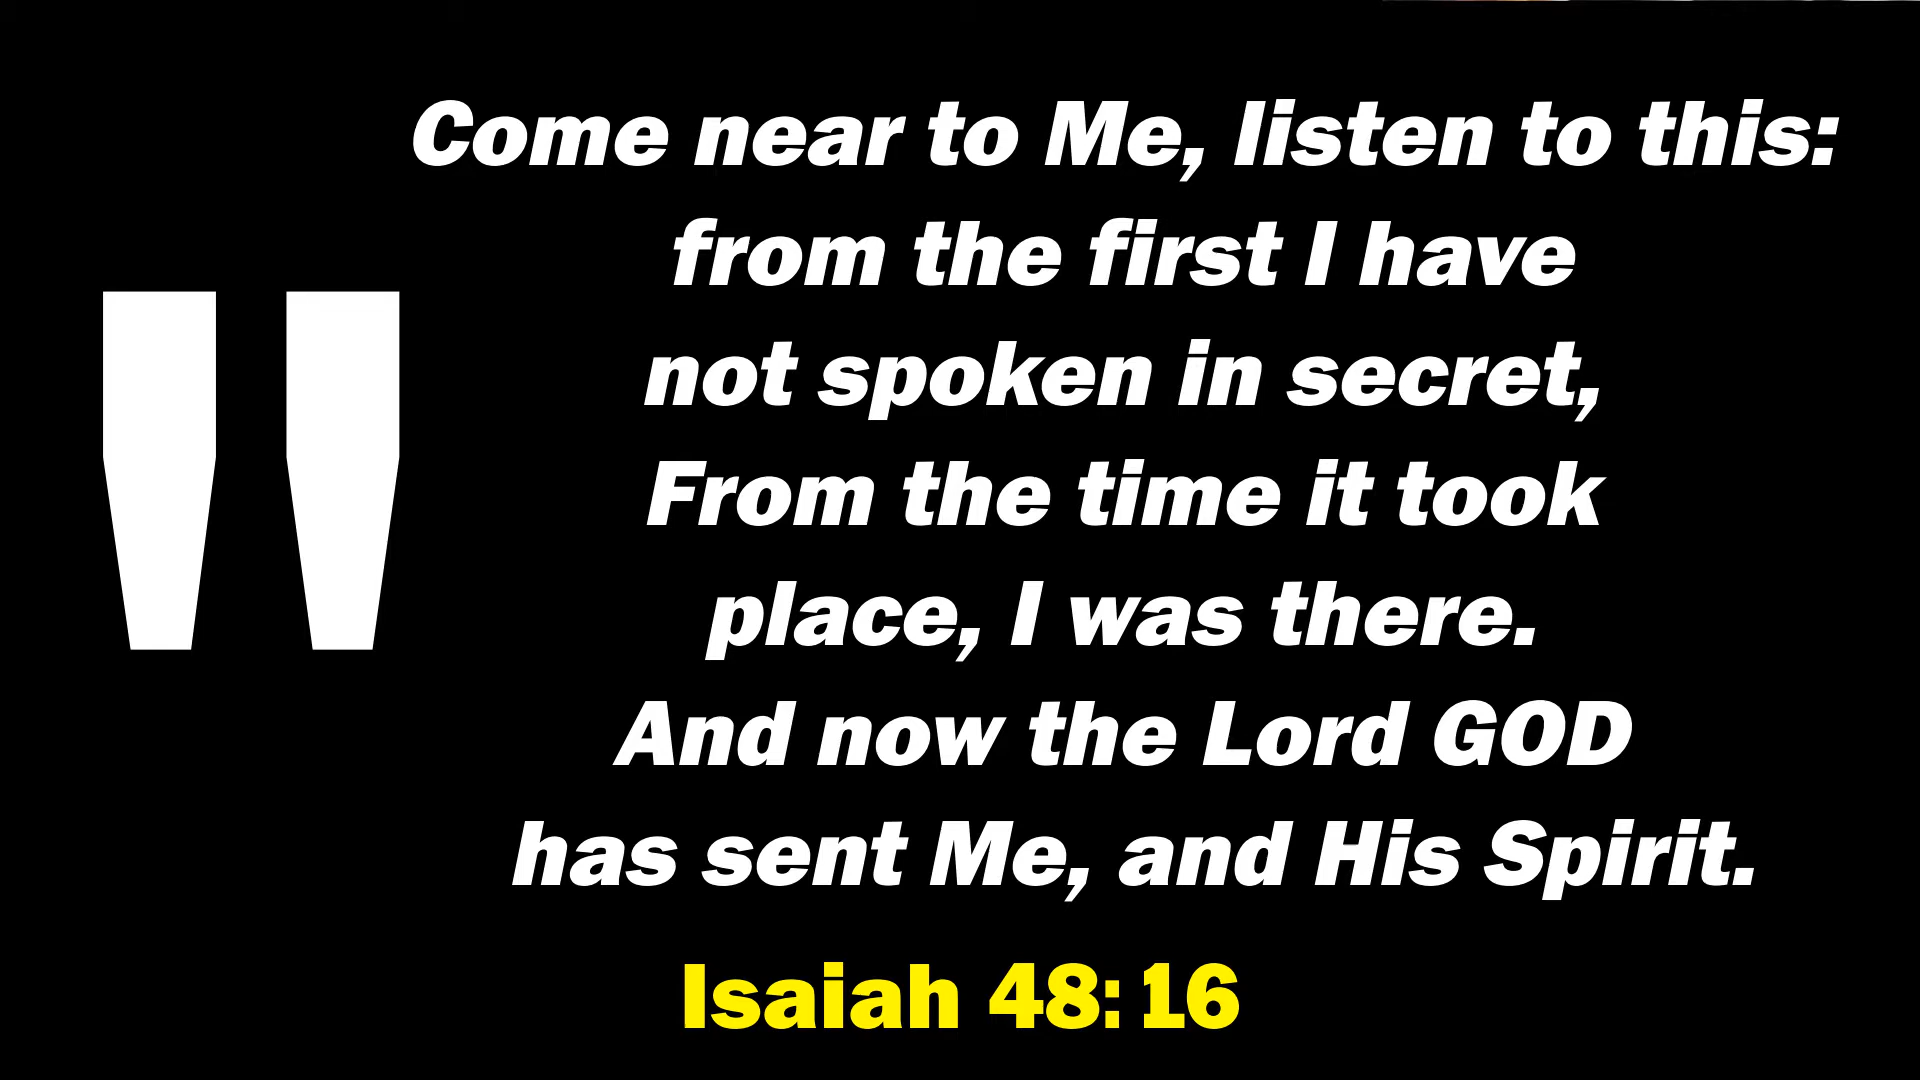 "
Come near to Me, listen to this:
from the first I have
not spoken in secret,
From the time it took
place, I was there.
And now the Lord GOD
has sent Me, and His Spirit.
Isaiah 48:16